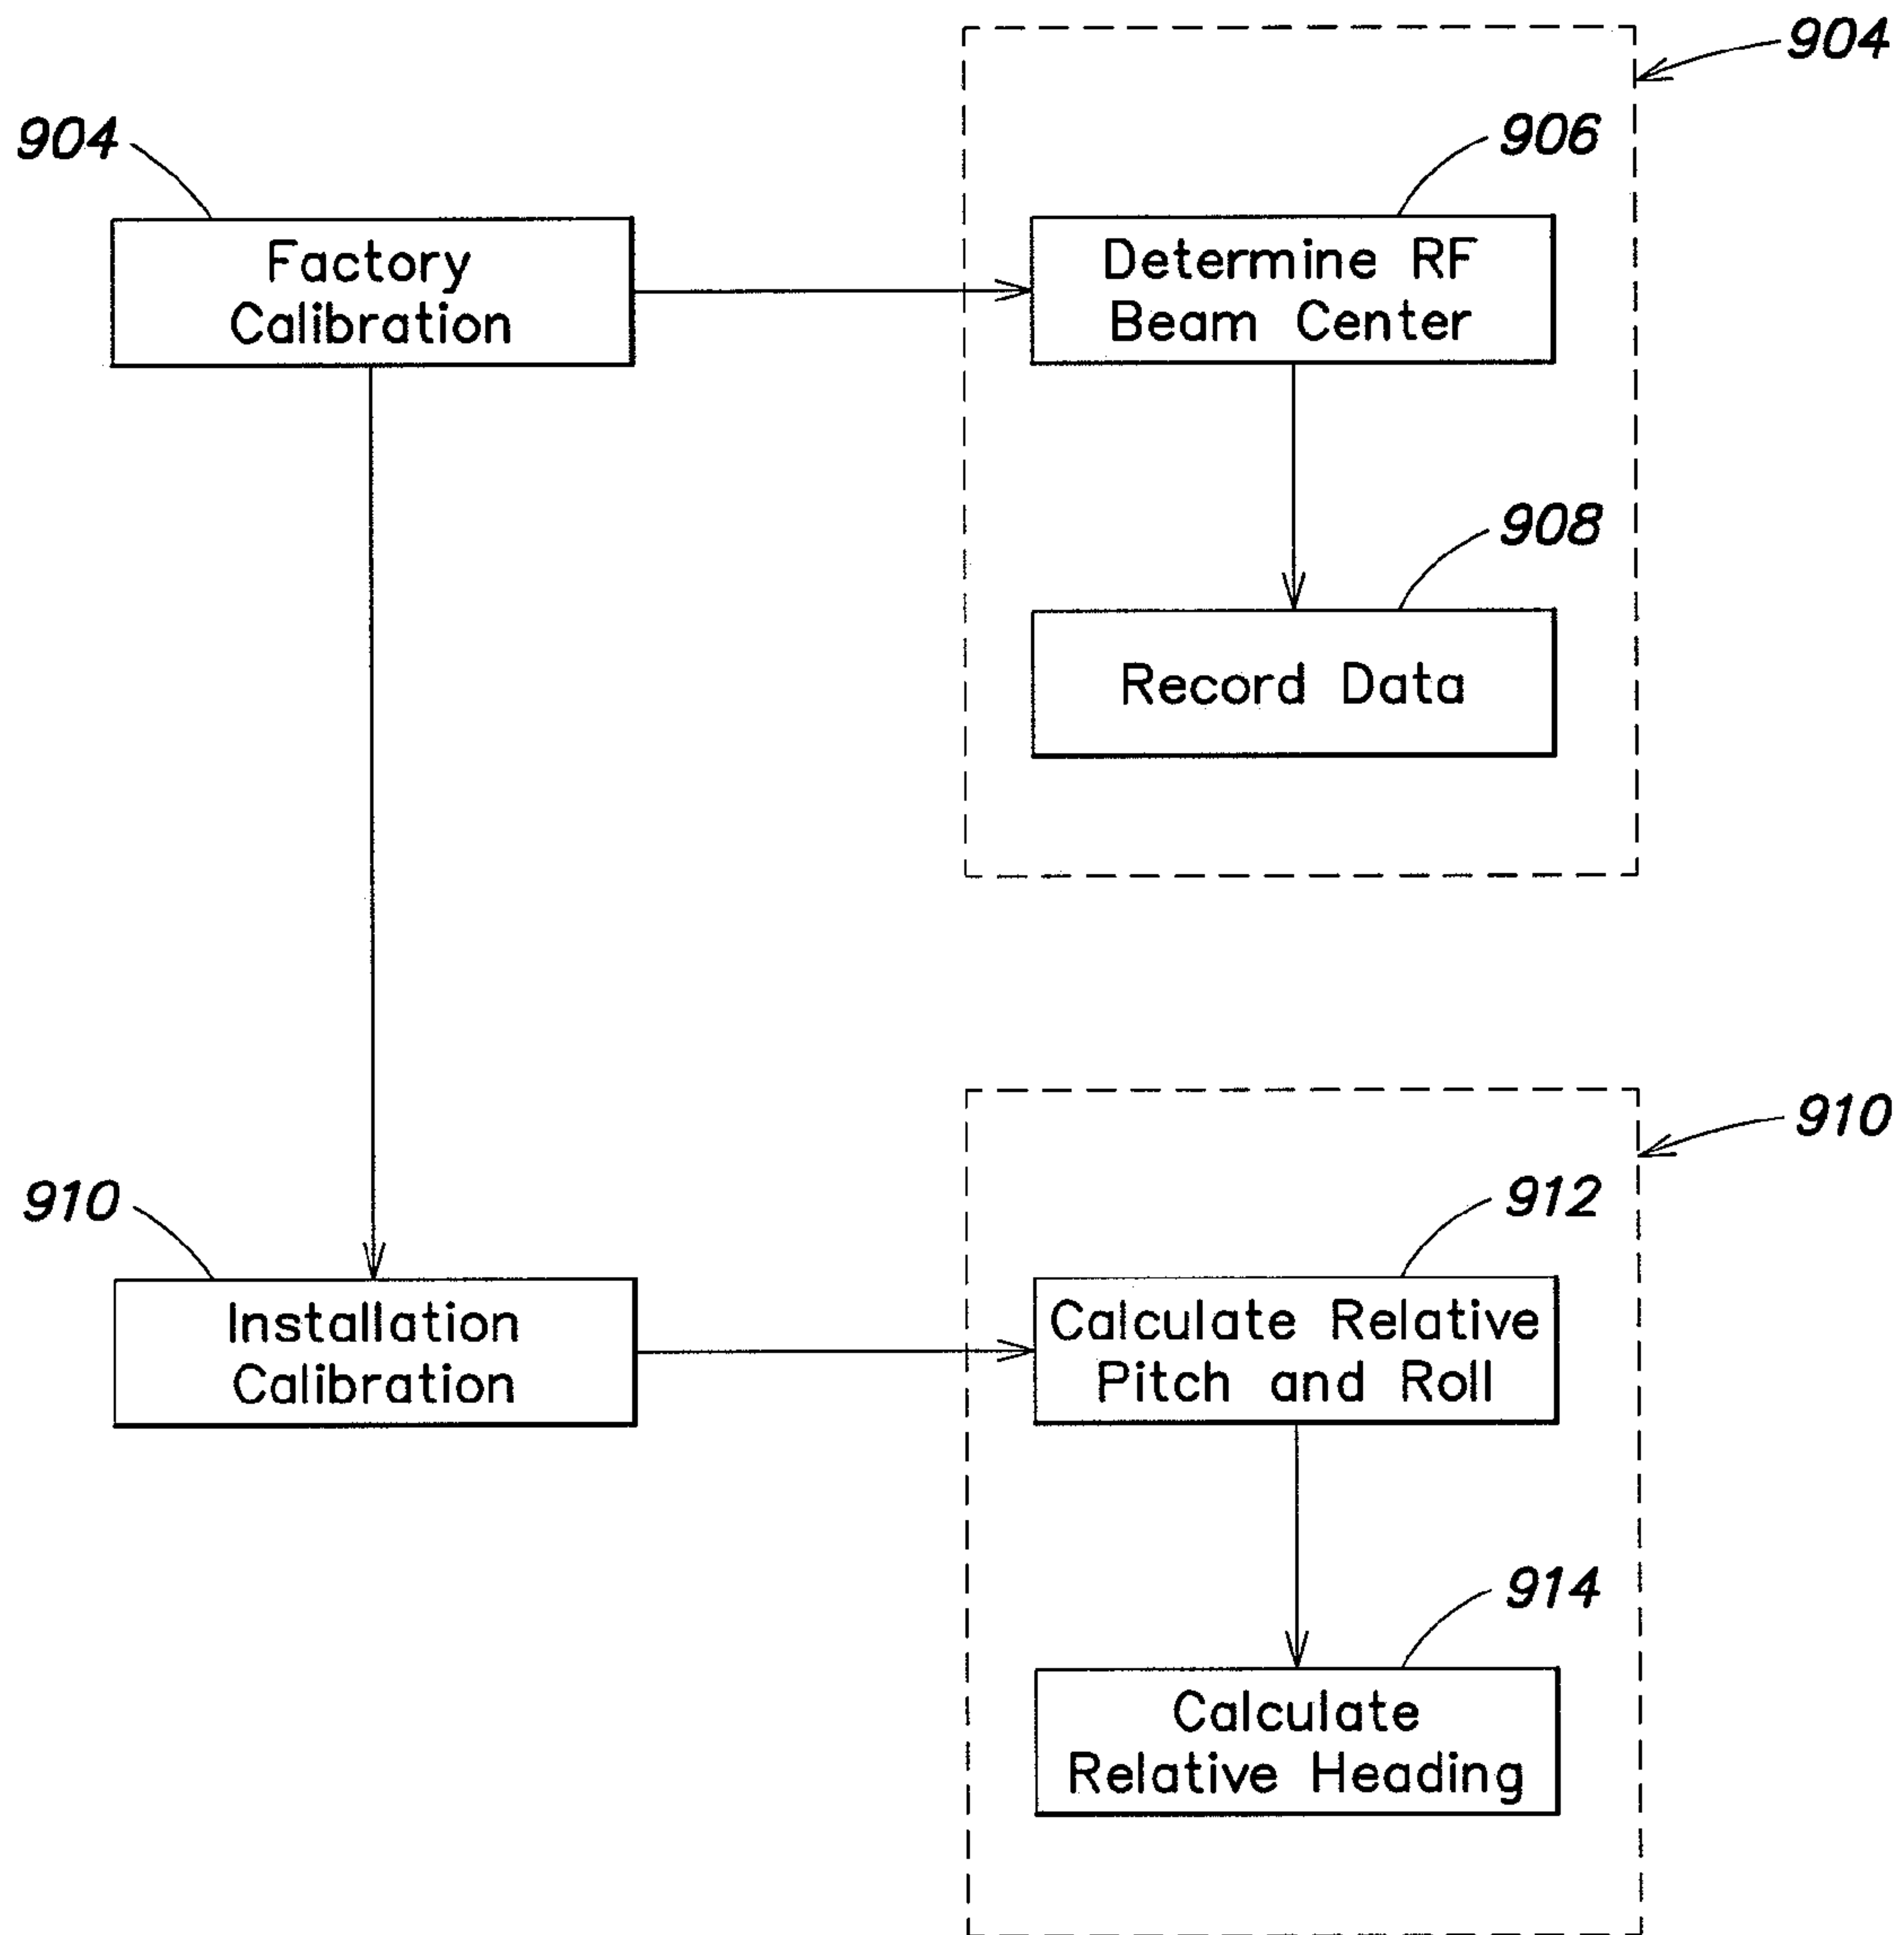 904
904
906
Factory
Calibration
Determine RF
Beam Center
908
Record Data
910
910
912
Installation
Calibration
Calculate Relative
Pitch and Roll
914
Calculate
Relative Heading